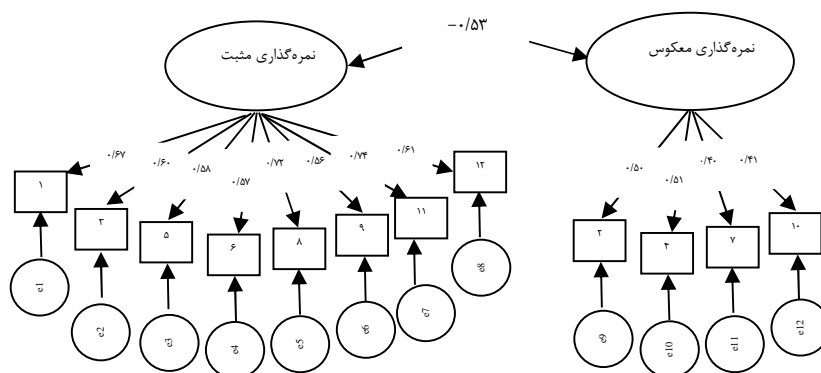 −۰/۵۳
نمره‌گذاری مثبت
نمره‌گذاری معکوس
۰/۶۷
۰/۶۰
۰/۵۸
۰/۵۷
۰/۷۲
۰/۵۶
۰/۷۴
۰/۶۱
۰/۵۰
۰/۵۱
۰/۴۰
۰/۴۱
۱
۳
۵
۶
۸
۹
۱۱
۱۲
۲
۴
۷
۱۰
e1
e2
e3
e4
e5
e6
e7
e8
e9
e10
e11
e12